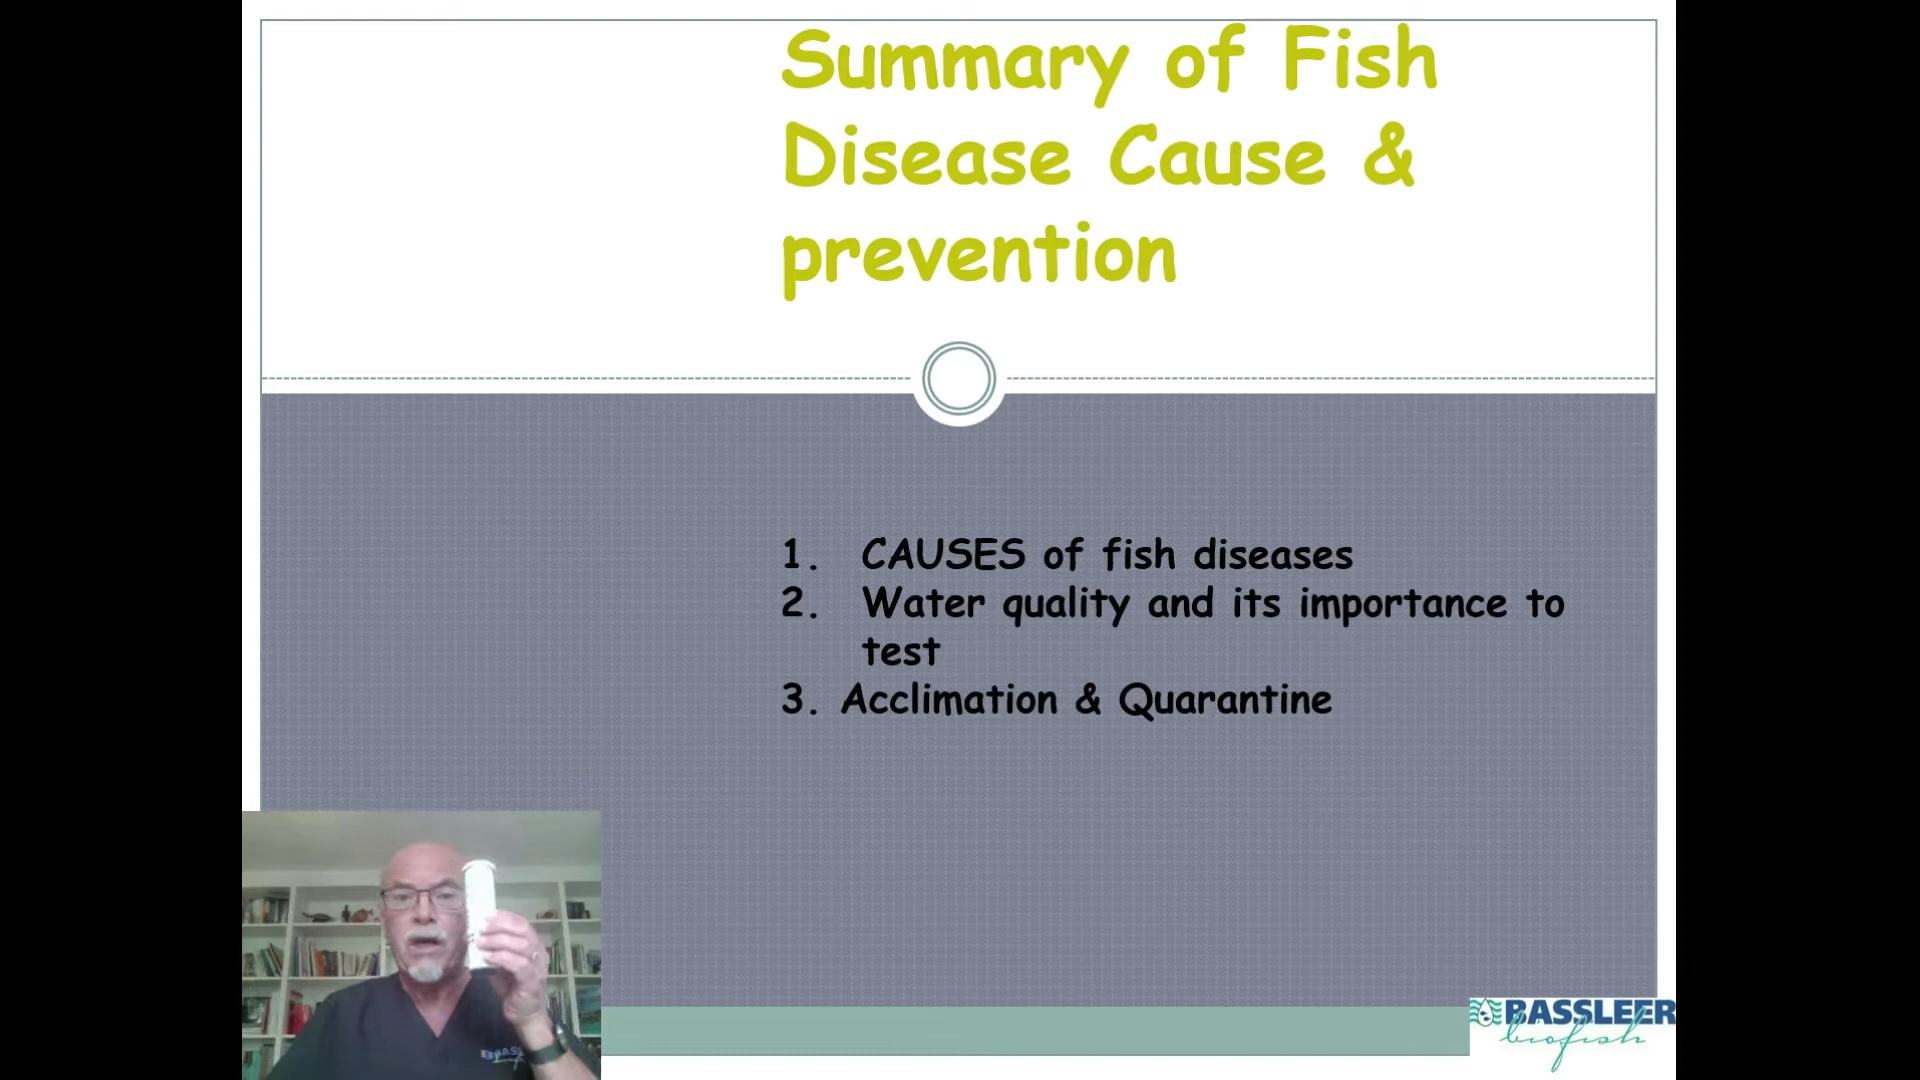 Summary of Fish
Disease Cause &
prevention
1. CAUSES of fish diseases
2. Water quality and its importance to
test
3. Acclimation & Quarantine
BASSLEER
biofish